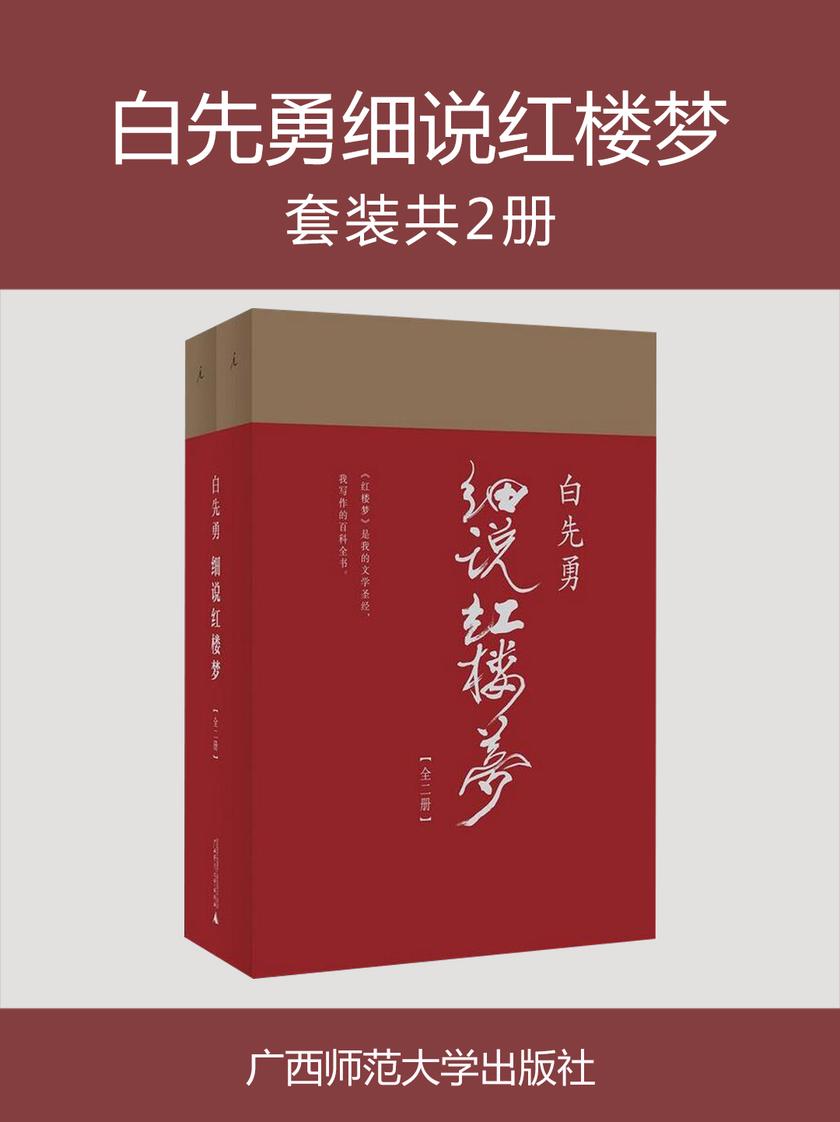 白先勇细说红楼梦
套装共2册
白先勇
细说红楼梦
《红楼梦》是我的文学圣经、
我写作的百科全书。
【全二册】
白先勇 细说红楼梦
【全二册】
广西师范大学出版社